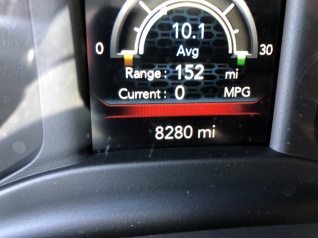 10.1
0 Avg 30
Range: 152 mi
Current: 0 MPG
8280 mi